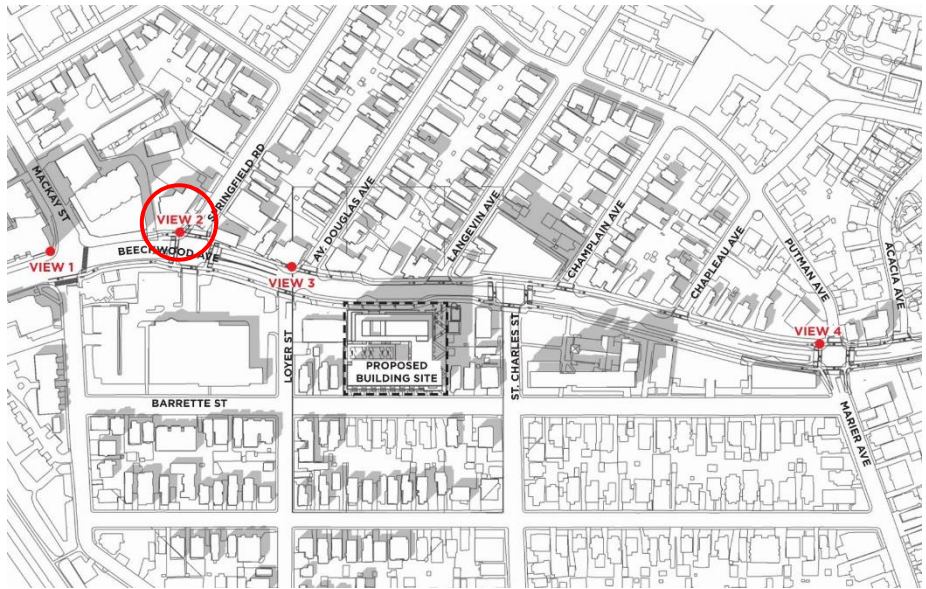 MACKAY ST
VIEW 1
VIEW 2
SPRINGFIELD RD
BEECHWOOD AVE
VIEW 3
AV. DOUGLAS AVE
LANGEVIN AVE
CHAMPLAIN AVE
CHAPLEAU AVE
PUTMAN AVE
ACACIA AVE
VIEW 4
LOYER ST
PROPOSED
BUILDING SITE
ST. CHARLES ST
BARRETTE ST
MARIER AVE